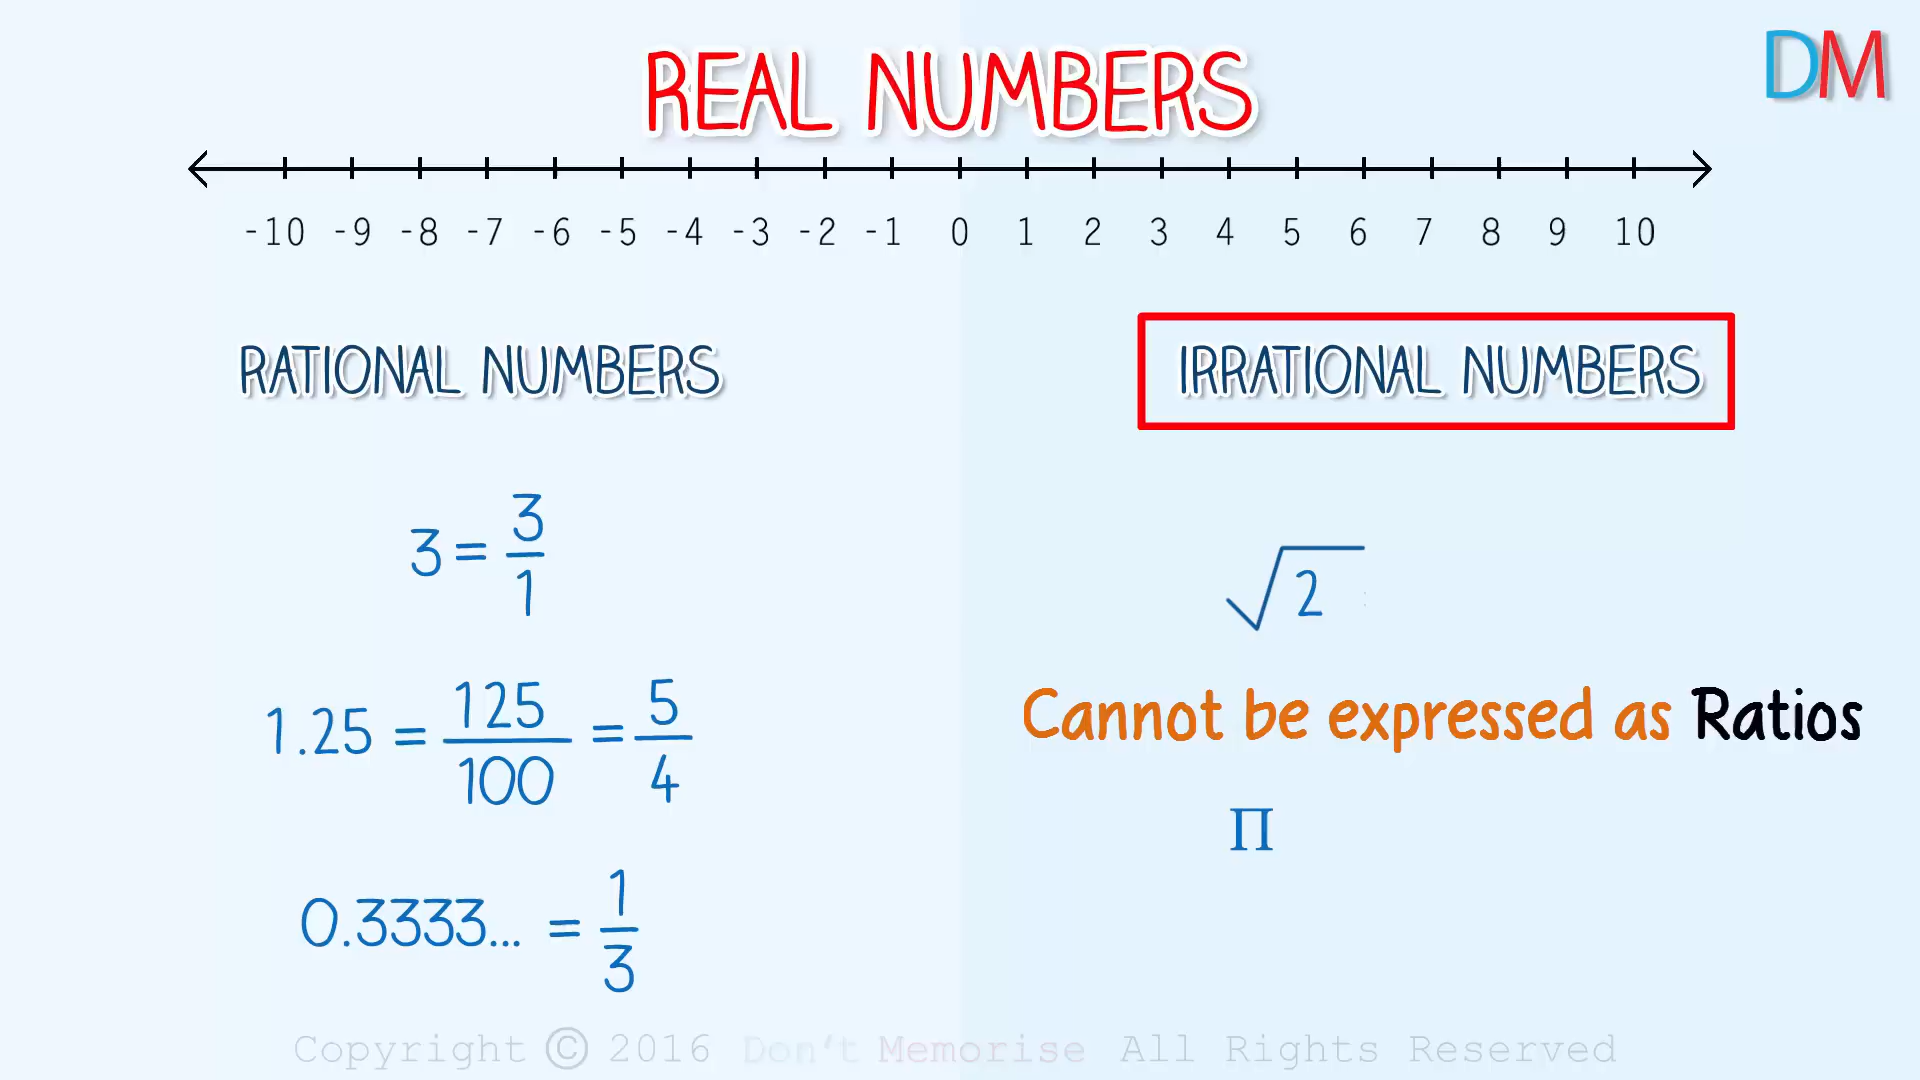 REAL NUMBERS
DM
-10 -9 -8 -7 -6 -5 -4 -3 -2 -1 0 1 2 3 4 5 6 7 8 9 10
RATIONAL NUMBERS
3 = 3/1
1.25 = 125/100 = 5/4
0.3333... = 1/3
IRRATIONAL NUMBERS
√2
Cannot be expressed as Ratios
Π
Copyright © 2016 Don't Memorise All Rights Reserved